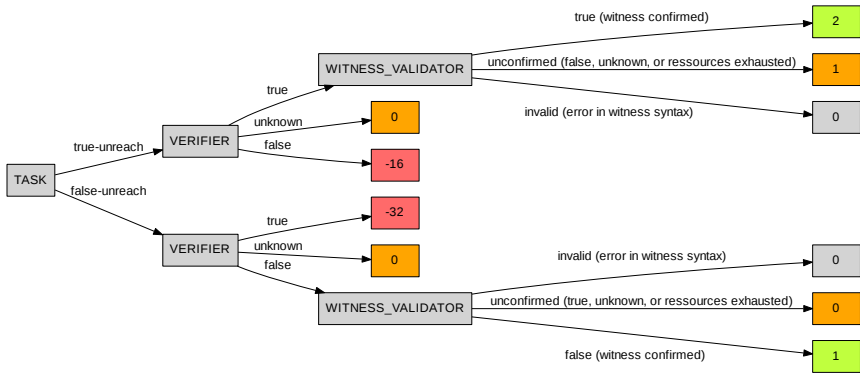 true (witness confirmed)
2
WITNESS_VALIDATOR
unconfirmed (false, unknown, or ressources exhausted)
1
true
invalid (error in witness syntax)
0
unknown
0
VERIFIER
true-unreach
false
-16
TASK
false-unreach
true
-32
VERIFIER
unknown
0
false
invalid (error in witness syntax)
0
WITNESS_VALIDATOR
unconfirmed (true, unknown, or ressources exhausted)
0
false (witness confirmed)
1